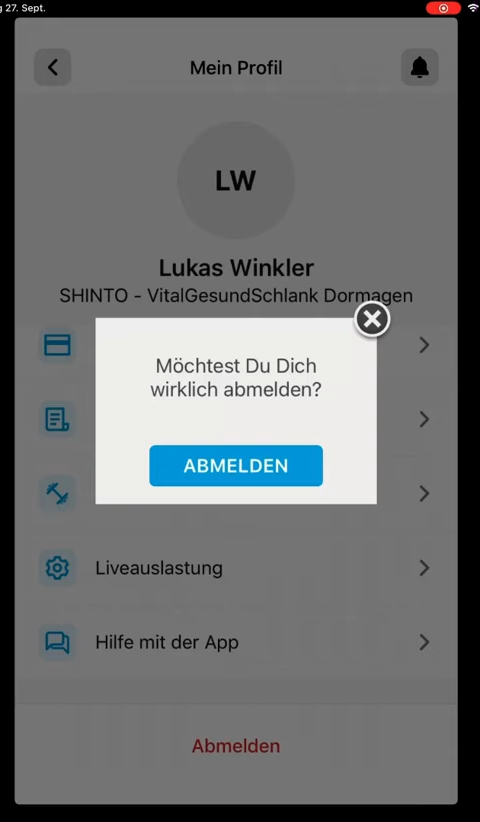 g 27. Sept.
Mein Profil
LW
Lukas Winkler
SHINTO - VitalGesundSchlank Dormagen
Möchtest Du Dich
wirklich abmelden?
ABMELDEN
Liveauslastung
Hilfe mit der App
Abmelden